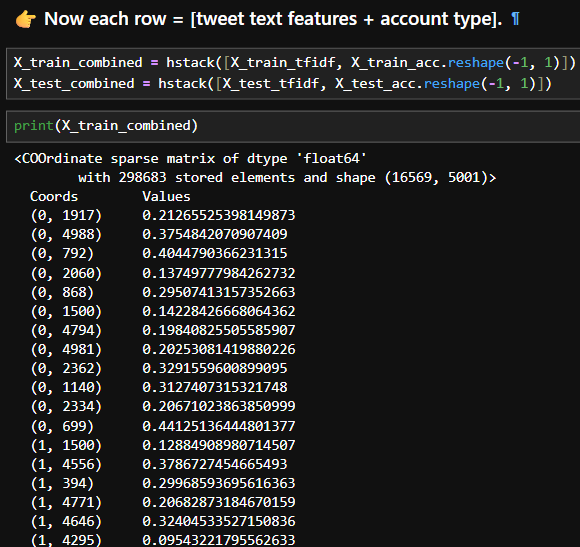 👉 Now each row = [tweet text features + account type]. ¶
X_train_combined = hstack([X_train_tfidf, X_train_acc.reshape(-1, 1)])
X_test_combined = hstack([X_test_tfidf, X_test_acc.reshape(-1, 1)])
print(X_train_combined)
<COOrdinate sparse matrix of dtype 'float64'
with 298683 stored elements and shape (16569, 5001)>
Coords Values
(0, 1917) 0.21265525398149873
(0, 4988) 0.3754842070907409
(0, 792) 0.4044790366231315
(0, 2060) 0.13749777984262732
(0, 868) 0.29507413157352663
(0, 1500) 0.14228426668064362
(0, 4794) 0.19840825505585907
(0, 4981) 0.20253081419880226
(0, 2362) 0.3291559600899095
(0, 1140) 0.3127407315321748
(0, 2334) 0.20671023863850999
(0, 699) 0.44125136444801377
(1, 1500) 0.12884908980714507
(1, 4556) 0.3786727454665493
(1, 394) 0.29968593695616363
(1, 4771) 0.20682873184670159
(1, 4646) 0.32404533527150836
(1, 4295) 0.09543221795562633